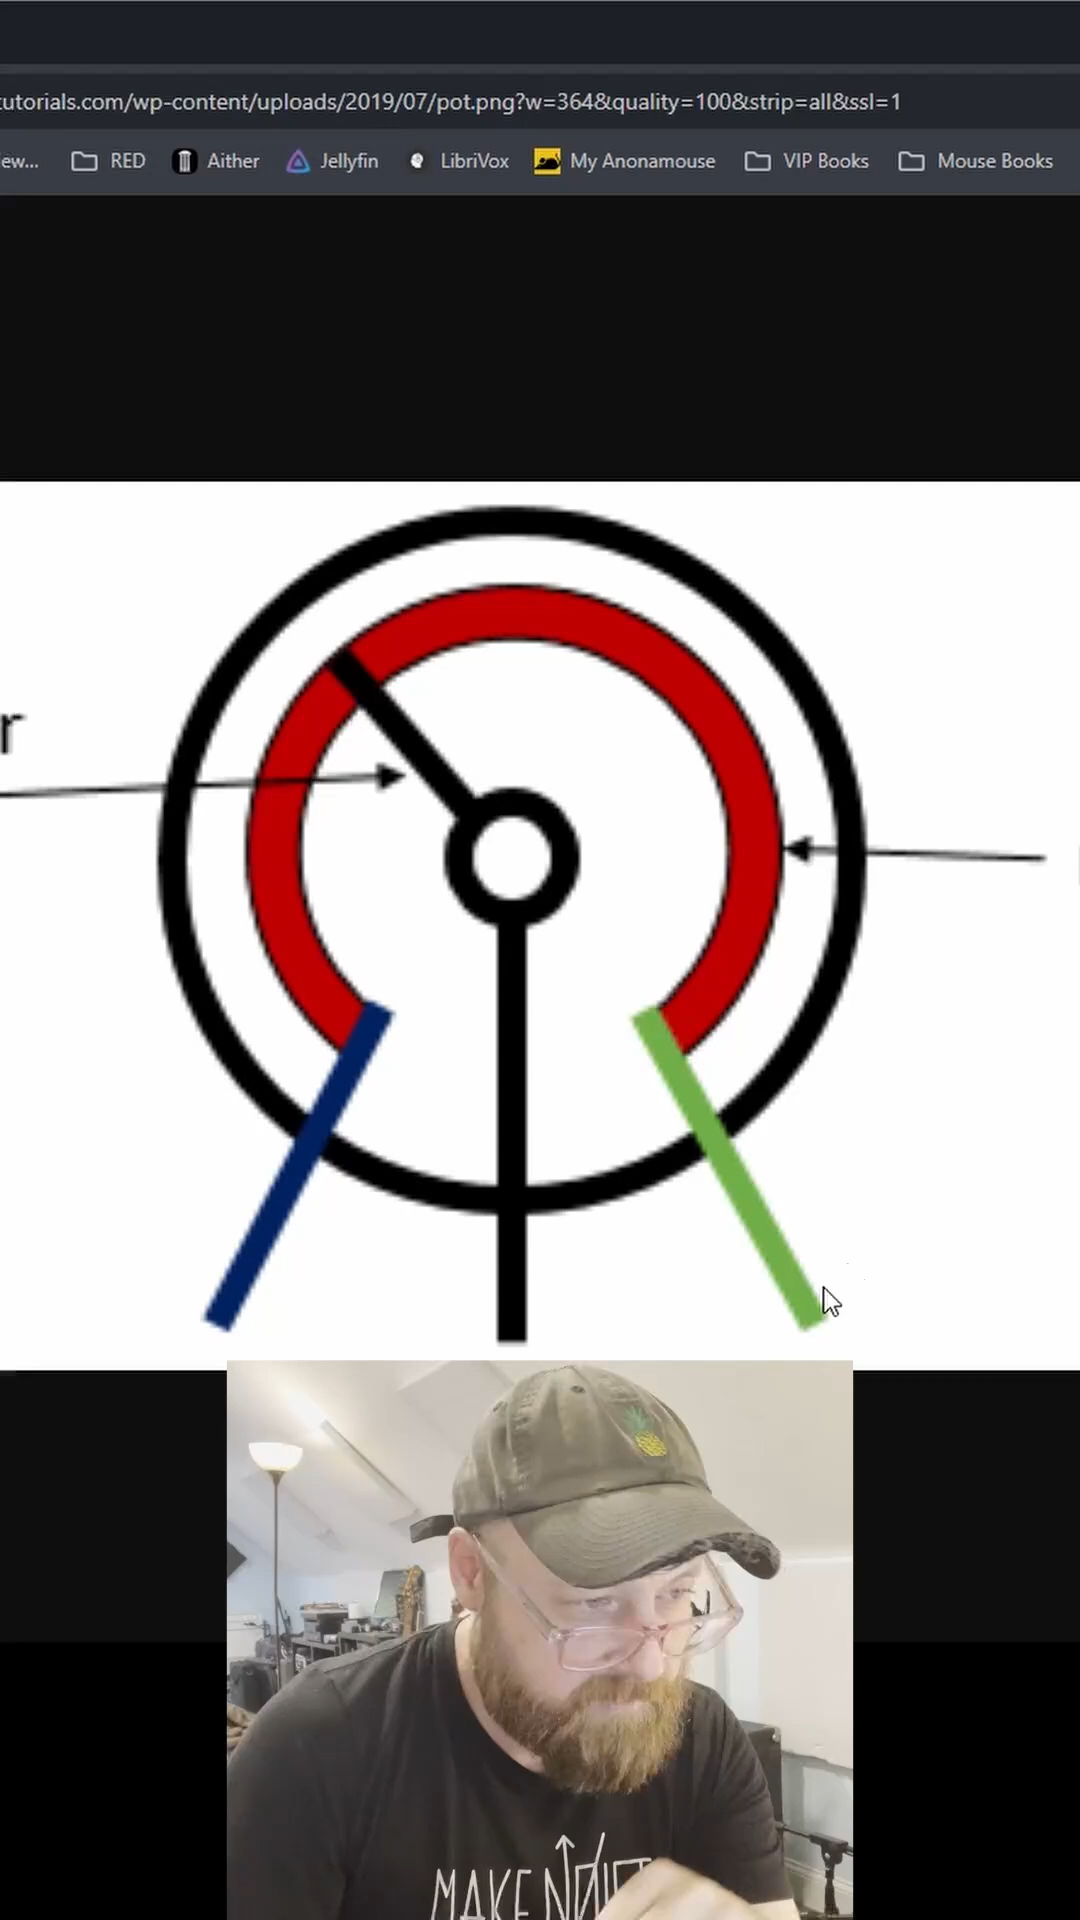 utorials.com/wp-content/uploads/2019/07/pot.png?w=364&quality=100&strip=all&ssl=1
ew... RED Aither Jellyfin LibriVox My Anonamouse VIP Books Mouse Books
r
MAKE